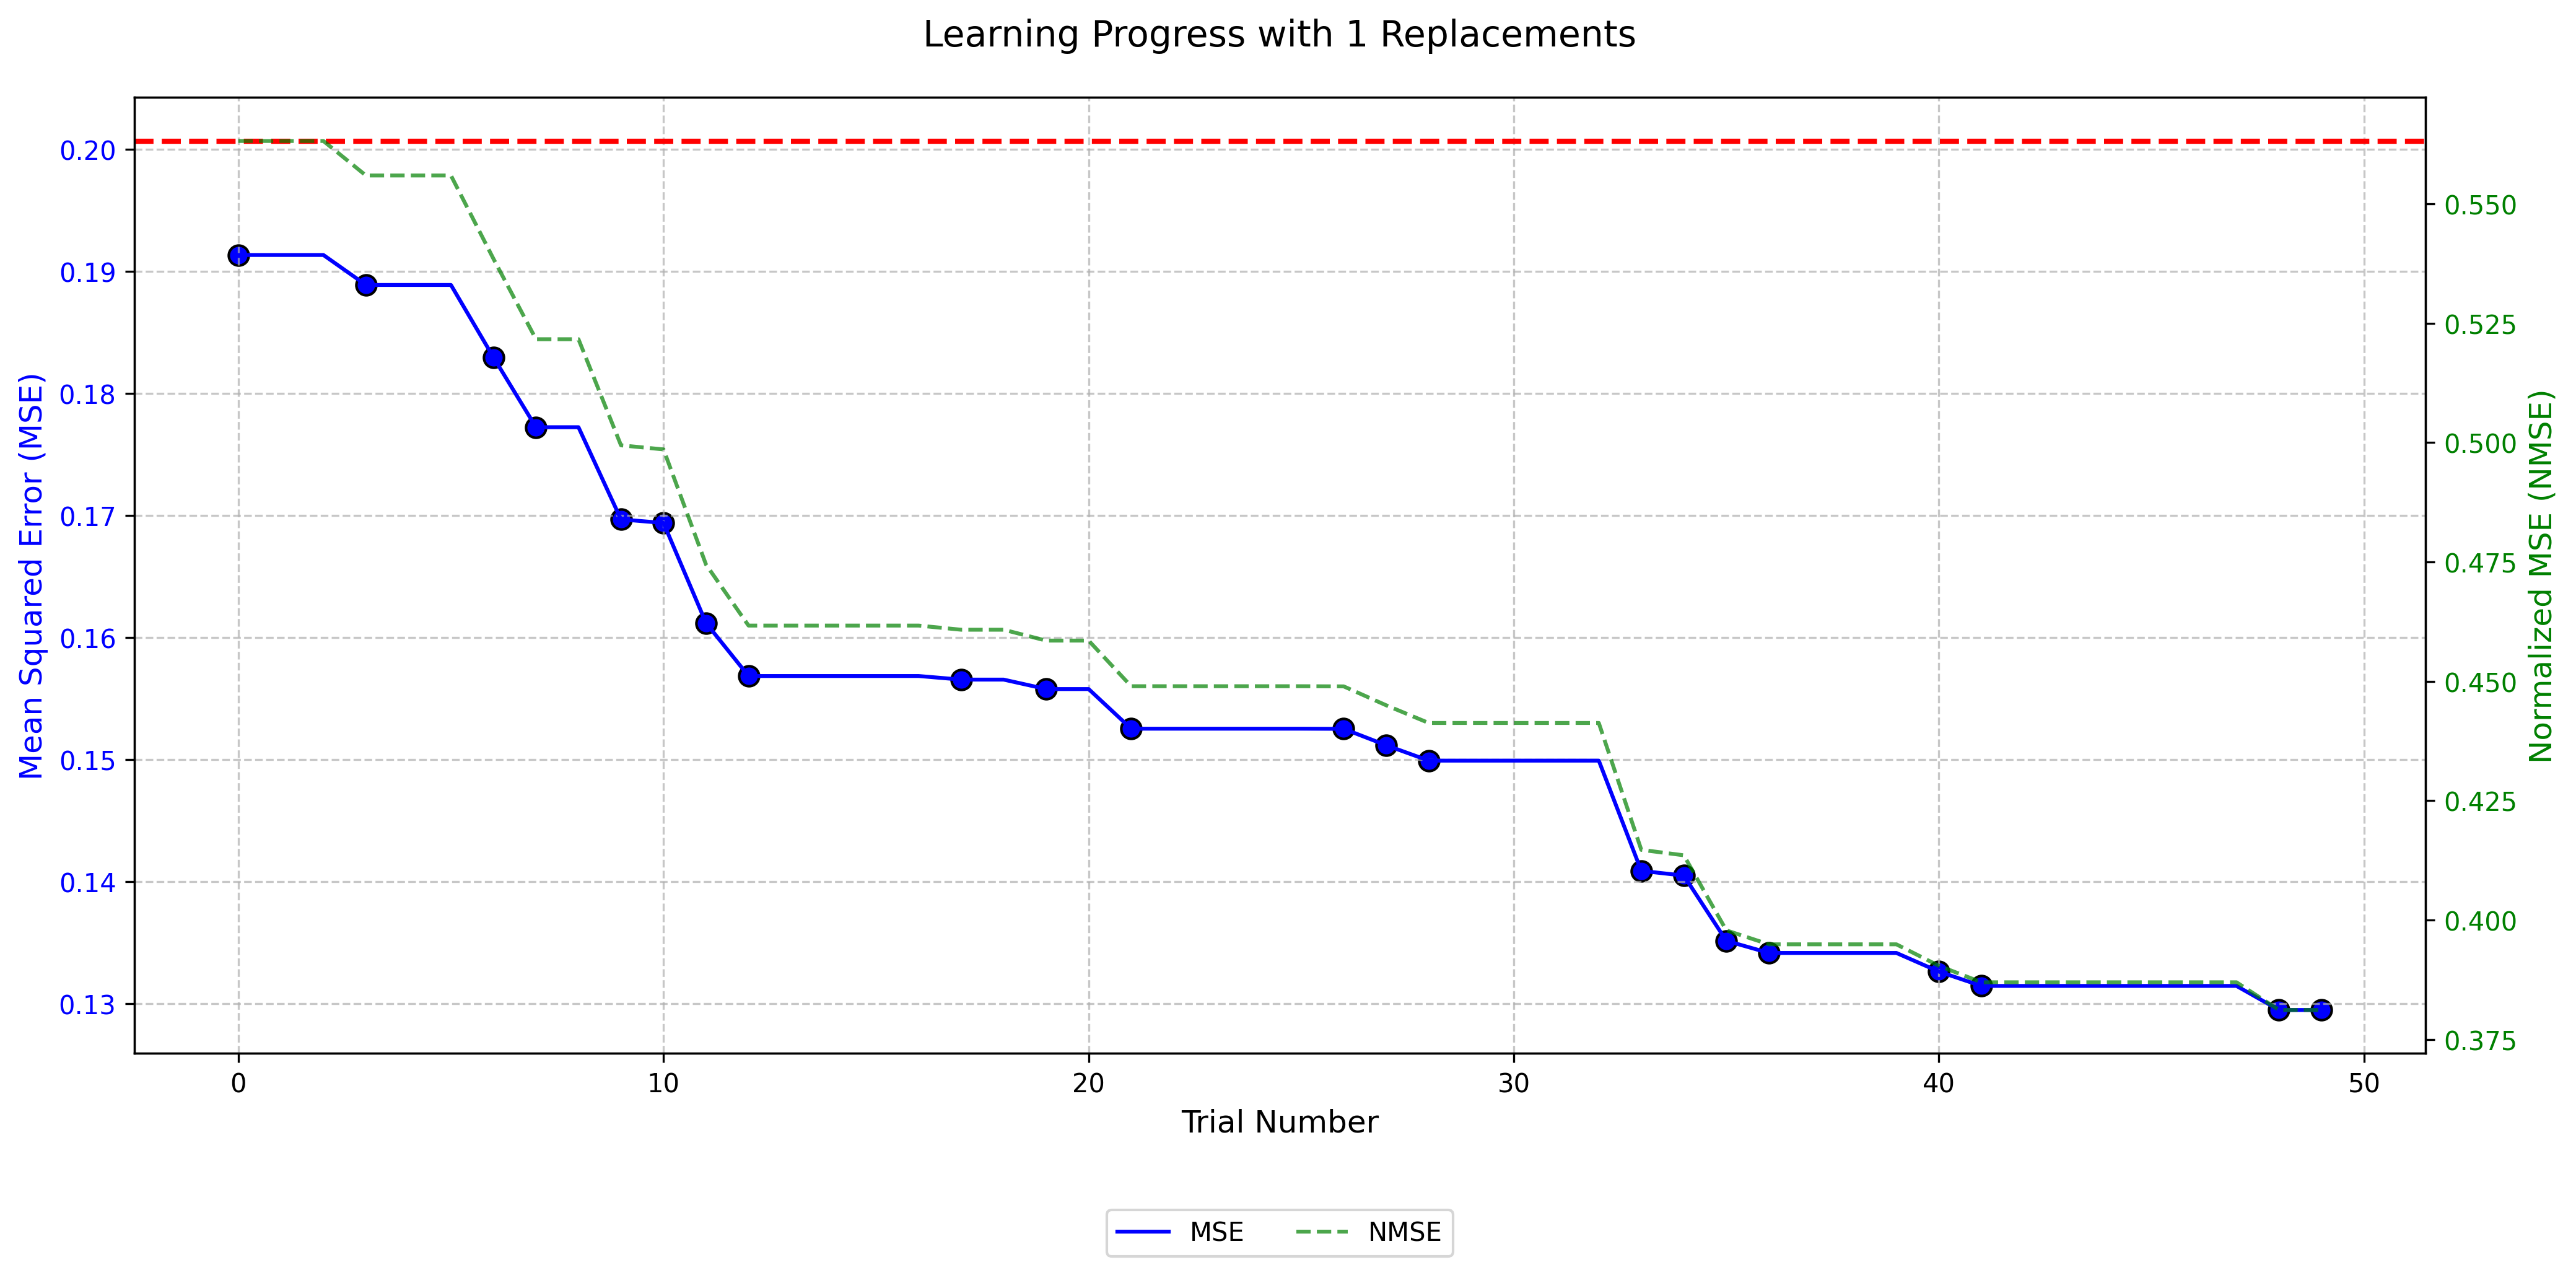 Learning Progress with 1 Replacements
0.20
0.19
0.18
0.17
0.16
0.15
0.14
0.13
Mean Squared Error (MSE)
0.550
0.525
0.500
0.475
0.450
0.425
0.400
0.375
Normalized MSE (NMSE)
0 10 20 30 40 50
Trial Number
MSE NMSE